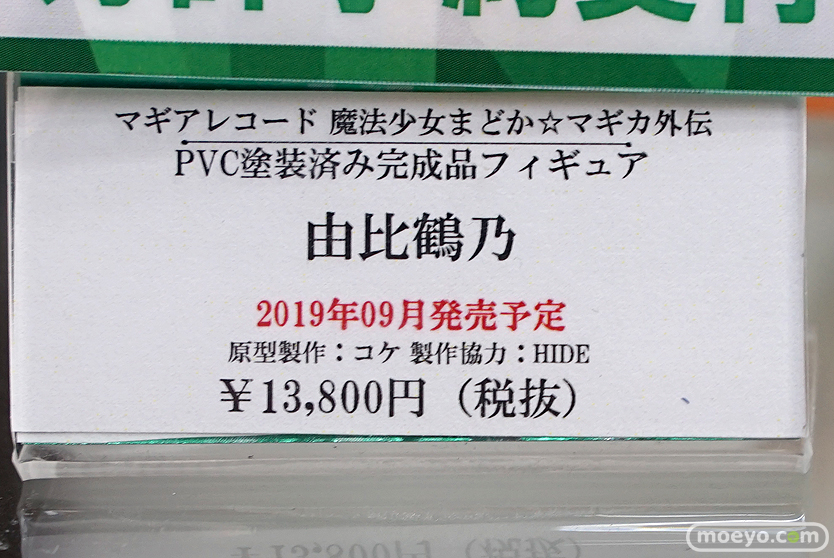 マギアレコード 魔法少女まどか☆マギカ外伝
PVC塗装済み完成品フィギュア
由比鶴乃
2019年09月発売予定
原型製作：コケ 製作協力：HIDE
￥13,800円（税抜）
moeyo.com